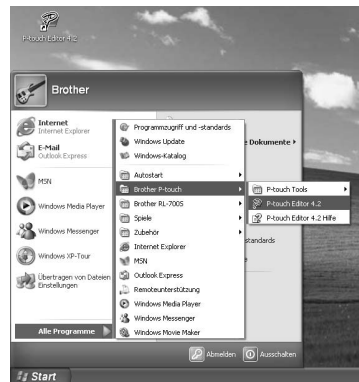 P-touch Editor 4.2
Brother
Internet
Internet Explorer
E-Mail
Outlook Express
MSN
Windows Media Player
Windows Messenger
Windows XP-Tour
Übertragen von Dateien
Einstellungen
Alle Programme
Programmzugriff und -standards
Windows Update
Windows-Katalog
Autostart
Brother P-touch
Brother RL-700S
Spiele
Zubehör
Internet Explorer
MSN
Outlook Express
Remoteunterstützung
Windows Media Player
Windows Messenger
Windows Movie Maker
e Dokumente
standards
P-touch Tools
P-touch Editor 4.2
P-touch Editor 4.2 Hilfe
Abmelden
Ausschalten
Start